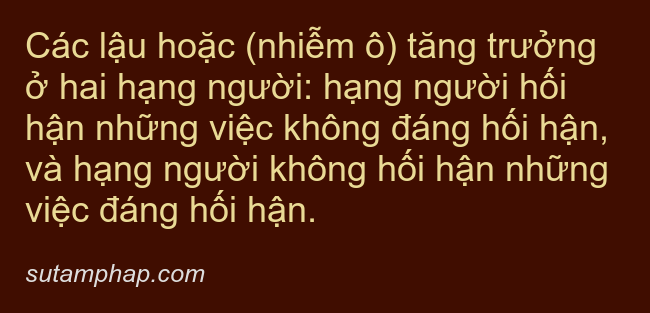 Các lậu hoặc (nhiễm ô) tăng trưởng
ở hai hạng người: hạng người hối
hận những việc không đáng hối hận,
và hạng người không hối hận những
việc đáng hối hận.
sutamphap.com